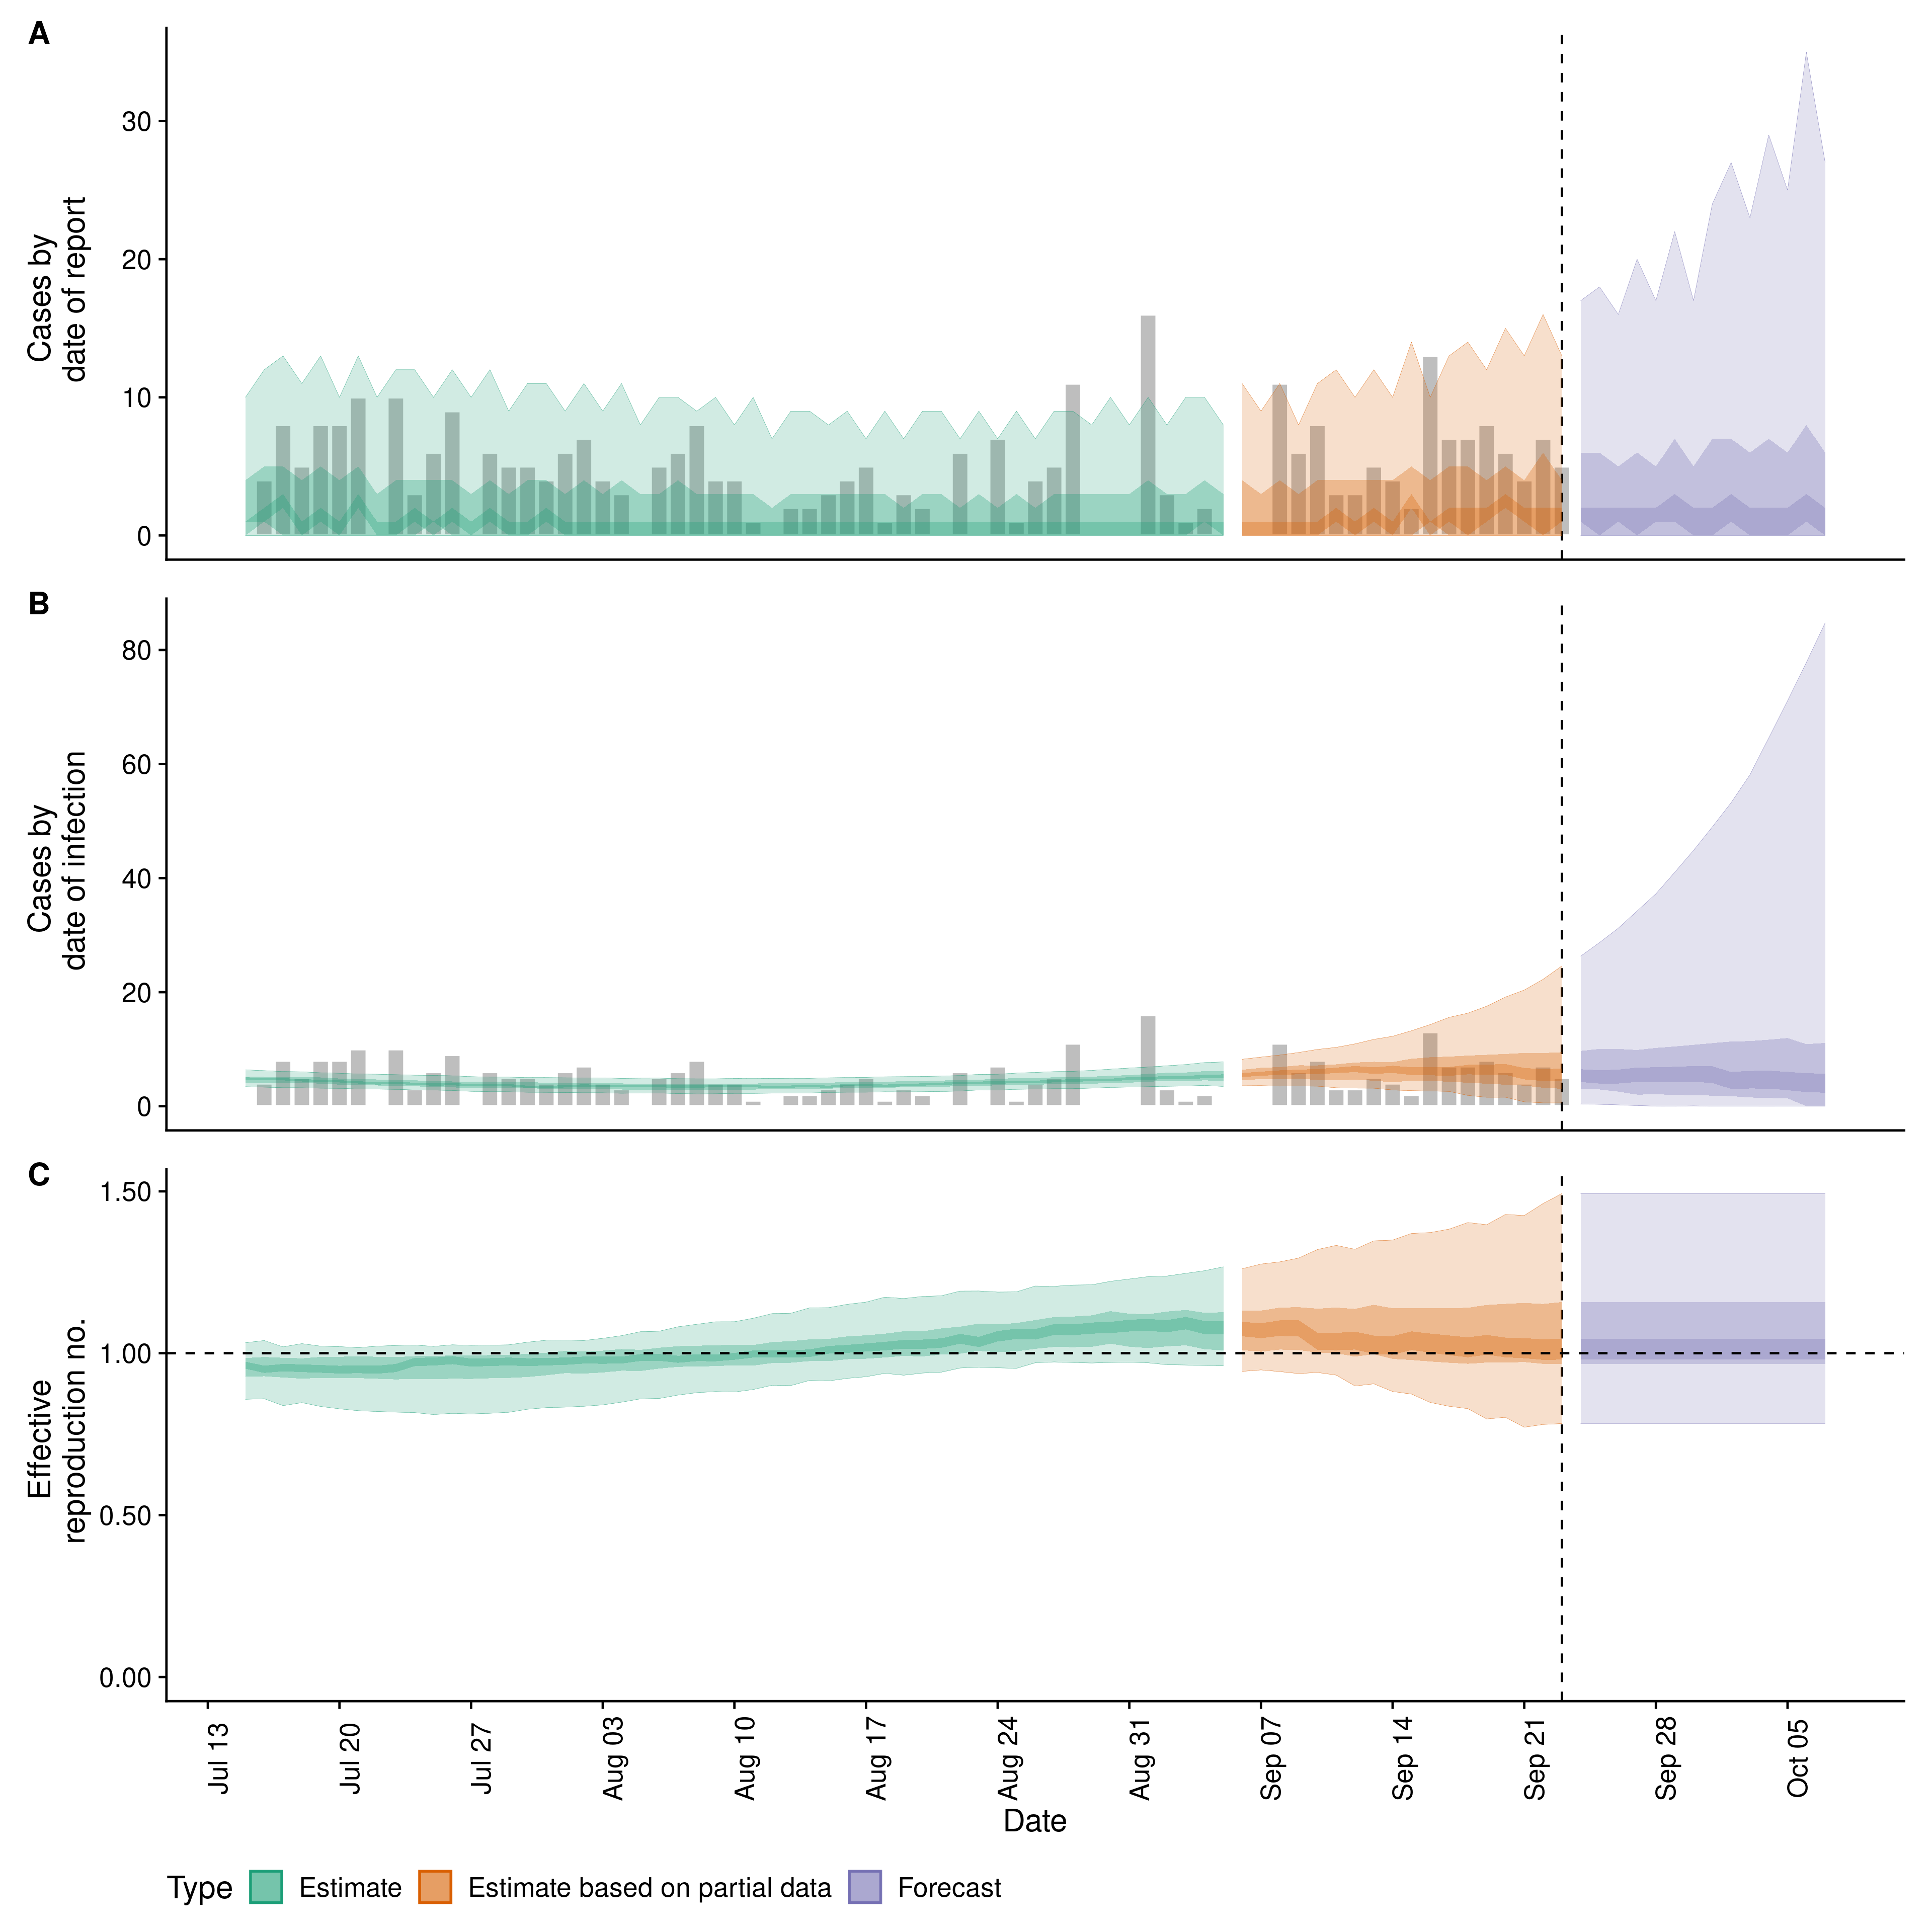 A
Cases by
date of report
30
20
10
0
B
Cases by
date of infection
80
60
40
20
0
C
Effective
reproduction no.
1.50
1.00
0.50
0.00
Jul 13
Jul 20
Jul 27
Aug 03
Aug 10
Aug 17
Aug 24
Aug 31
Sep 07
Sep 14
Sep 21
Sep 28
Oct 05
Date
Type Estimate Estimate based on partial data Forecast